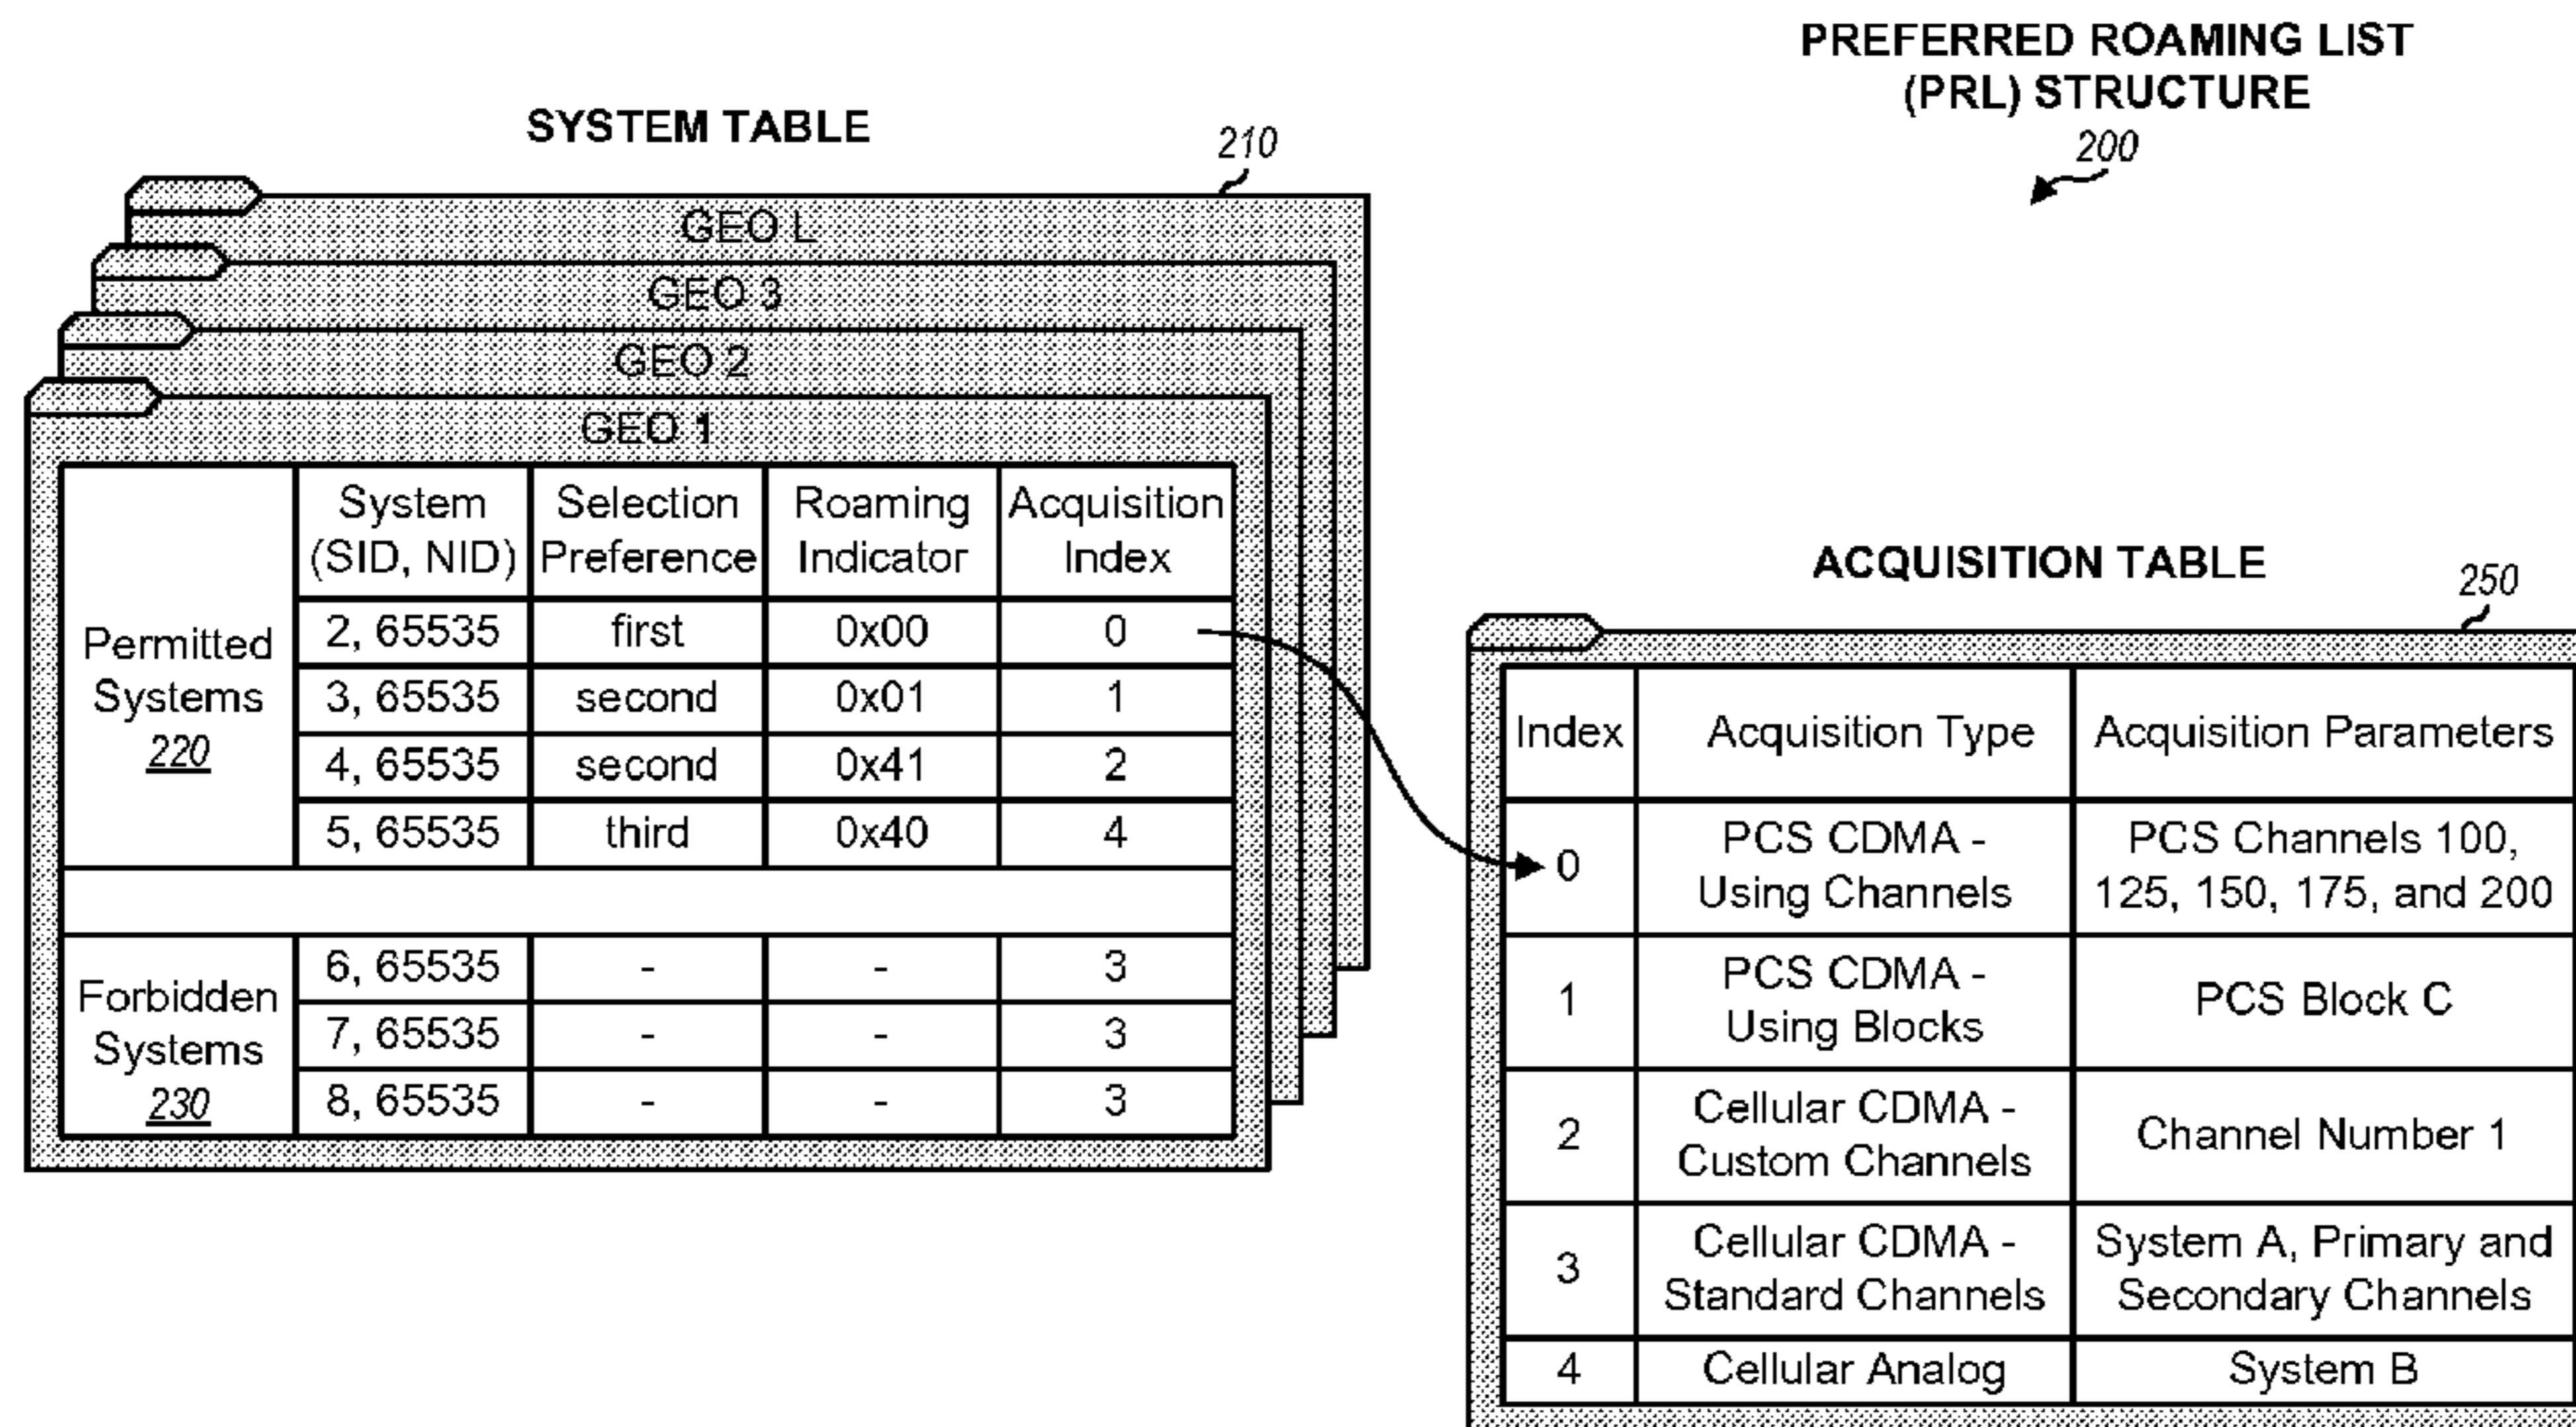 PREFERRED ROAMING LIST
(PRL) STRUCTURE
200
SYSTEM TABLE
210
GEO L
GEO 3
GEO 2
GEO 1
Permitted
Systems
220
System
(SID, NID)
Selection
Preference
Roaming
Indicator
Acquisition
Index
2, 65535 first 0x00 0
3, 65535 second 0x01 1
4, 65535 second 0x41 2
5, 65535 third 0x40 4
Forbidden
Systems
230
6, 65535 - - 3
7, 65535 - - 3
8, 65535 - - 3
ACQUISITION TABLE
250
Index Acquisition Type Acquisition Parameters
0
PCS CDMA -
Using Channels
PCS Channels 100,
125, 150, 175, and 200
1
PCS CDMA -
Using Blocks
PCS Block C
2
Cellular CDMA -
Custom Channels
Channel Number 1
3
Cellular CDMA -
Standard Channels
System A, Primary and
Secondary Channels
4 Cellular Analog System B